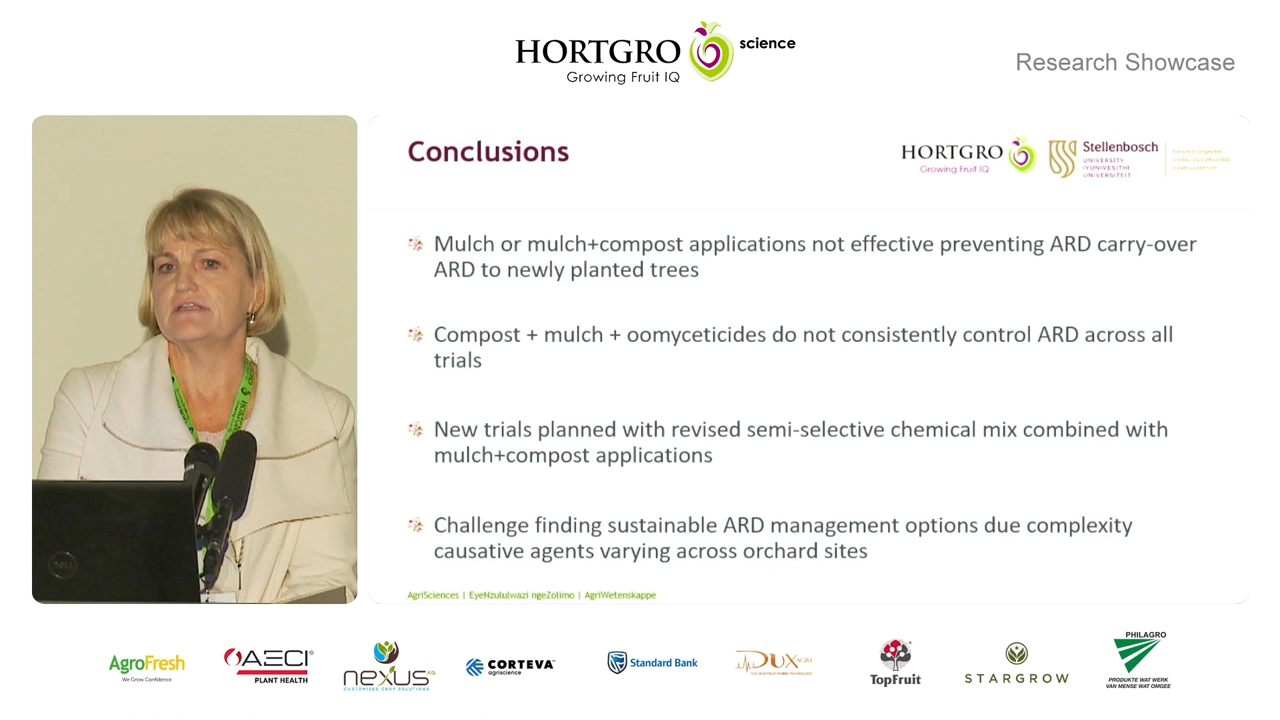 HORTGRO science
Growing Fruit IQ
Research Showcase
Conclusions
HORTGRO
Growing Fruit IQ
Stellenbosch
UNIVERSITY
IYUNIVESITHI
UNIVERSITEIT
Mulch or mulch+compost applications not effective preventing ARD carry-over
ARD to newly planted trees
Compost + mulch + oomyceticides do not consistently control ARD across all
trials
New trials planned with revised semi-selective chemical mix combined with
mulch+compost applications
Challenge finding sustainable ARD management options due complexity
causative agents varying across orchard sites
AgriSciences | EyeNzululwazi ngeZolimo | AgriWetenskappe
AgroFresh
We Grow Confidence
AECI
PLANT HEALTH
nexus AG
CUSTOMISED CROP SOLUTIONS
CORTEVA
agriscience
Standard Bank
DUX AGRI
TopFruit
STARGROW
PHILAGRO
PRODUKTE WAT WERK
VAN MENSE WAT OMGEE